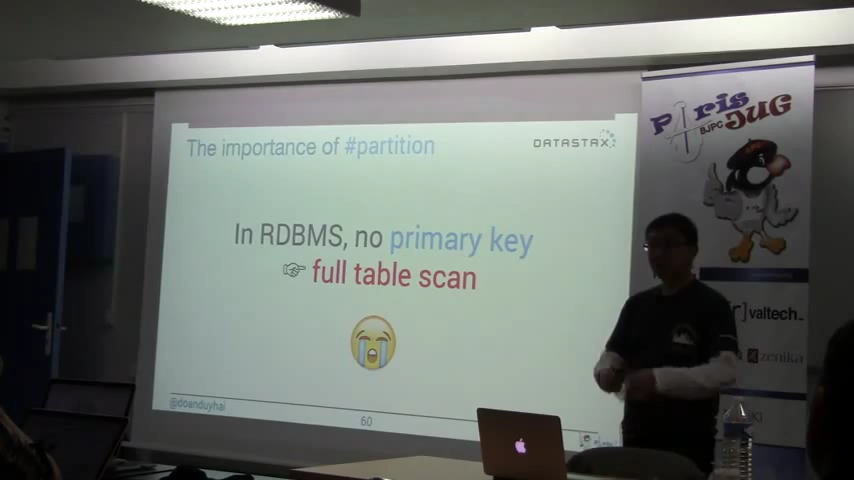 The importance of #partition
DATASTAX
In RDBMS, no primary key
☞ full table scan
@doanduyhai
60
Paris
BJPC JUG
valtech_
zenika